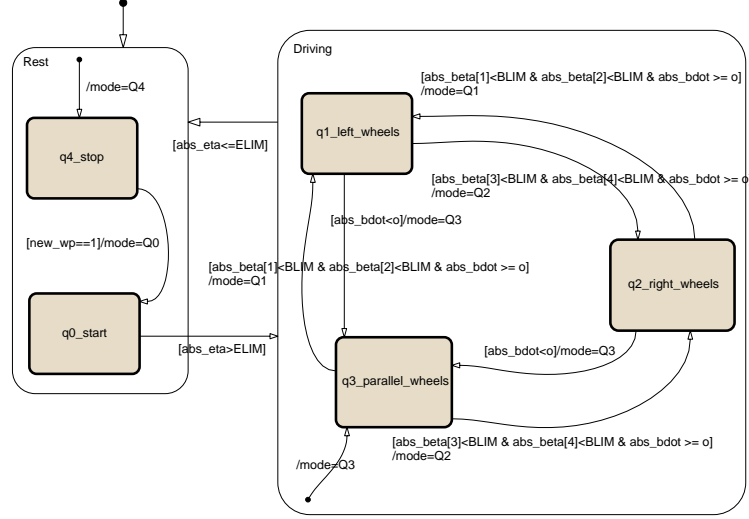 Rest
/mode=Q4
q4_stop
[new_wp==1]/mode=Q0
q0_start
[abs_eta<=ELIM]
[abs_eta>ELIM]
Driving
[abs_beta[1]<BLIM & abs_beta[2]<BLIM & abs_bdot >= o]
/mode=Q1
q1_left_wheels
[abs_beta[3]<BLIM & abs_beta[4]<BLIM & abs_bdot >= o
/mode=Q2
[abs_bdot<o]/mode=Q3
[abs_beta[1]<BLIM & abs_beta[2]<BLIM & abs_bdot >= o]
/mode=Q1
q2_right_wheels
[abs_bdot<o]/mode=Q3
q3_parallel_wheels
[abs_beta[3]<BLIM & abs_beta[4]<BLIM & abs_bdot >= o]
/mode=Q2
/mode=Q3